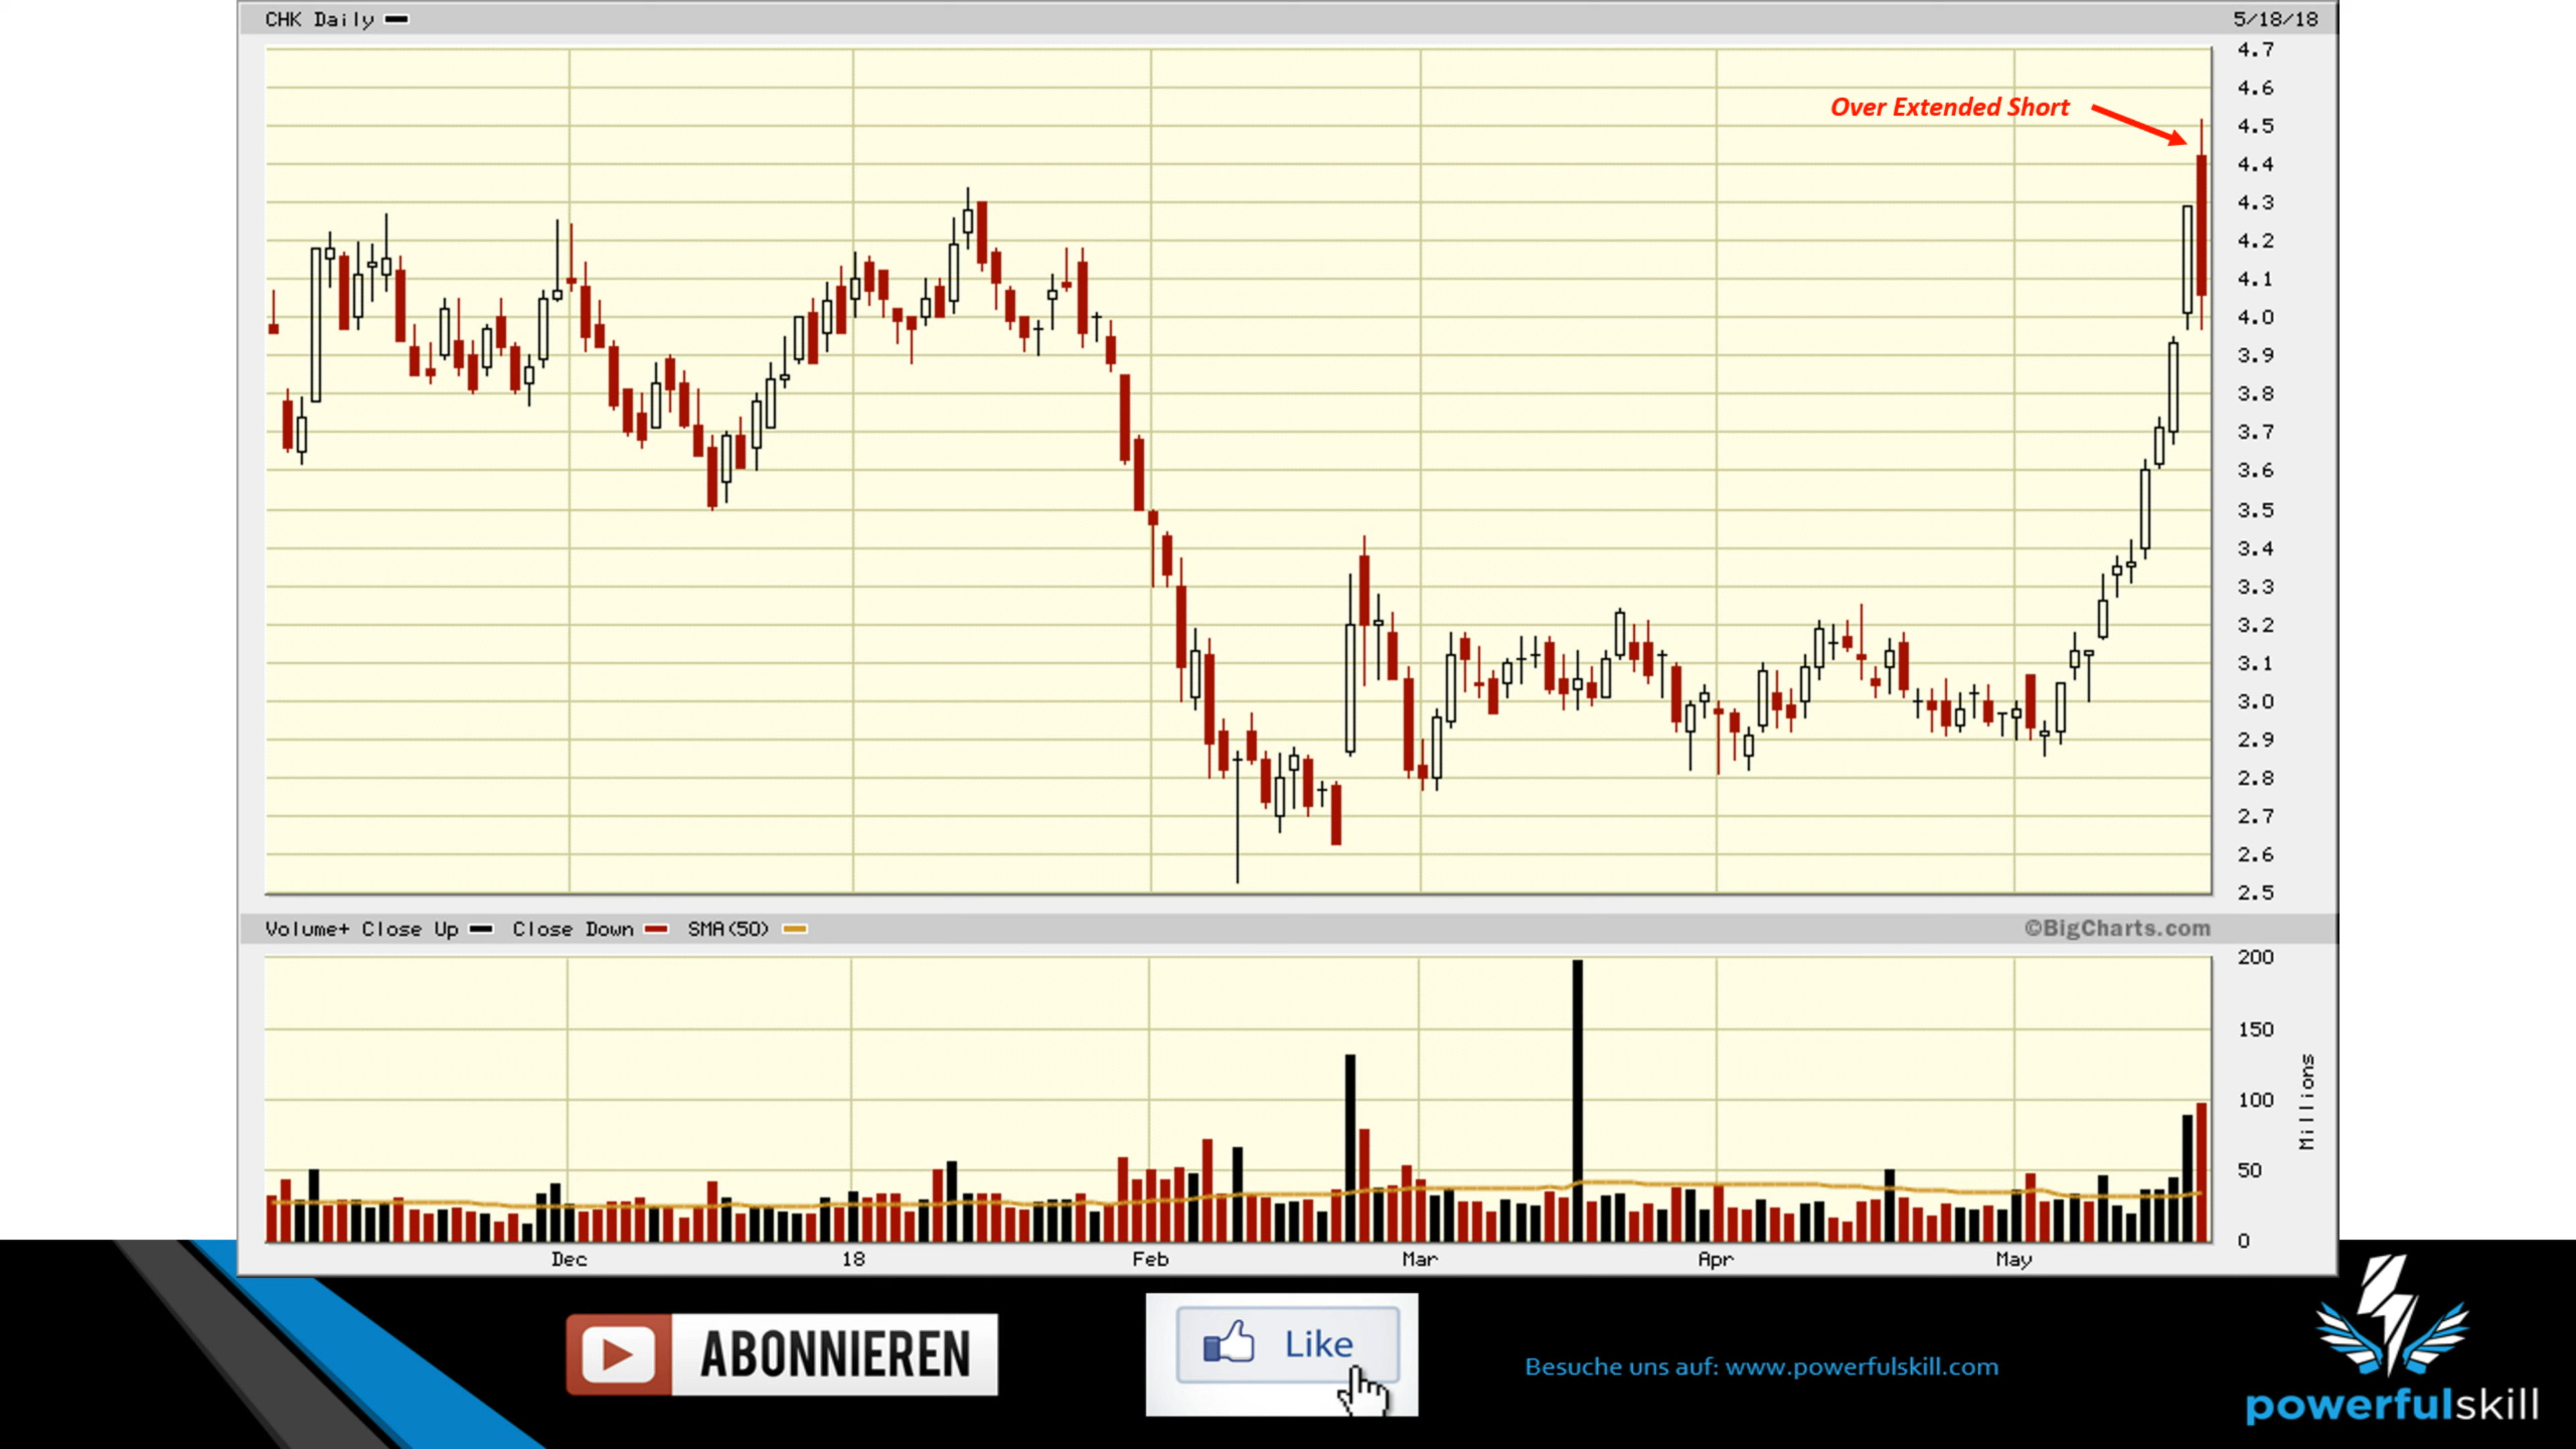 CHK Daily
5/18/18
4.7
4.6
Over Extended Short
4.5
4.4
4.3
4.2
4.1
4.0
3.9
3.8
3.7
3.6
3.5
3.4
3.3
3.2
3.1
3.0
2.9
2.8
2.7
2.6
2.5
Volume+ Close Up Close Down SMA(50)
©BigCharts.com
200
150
100
50
0
Millions
Dec 18 Feb Mar Apr May
ABONNIEREN
Like
Besuche uns auf: www.powerfulskill.com
powerfulskill